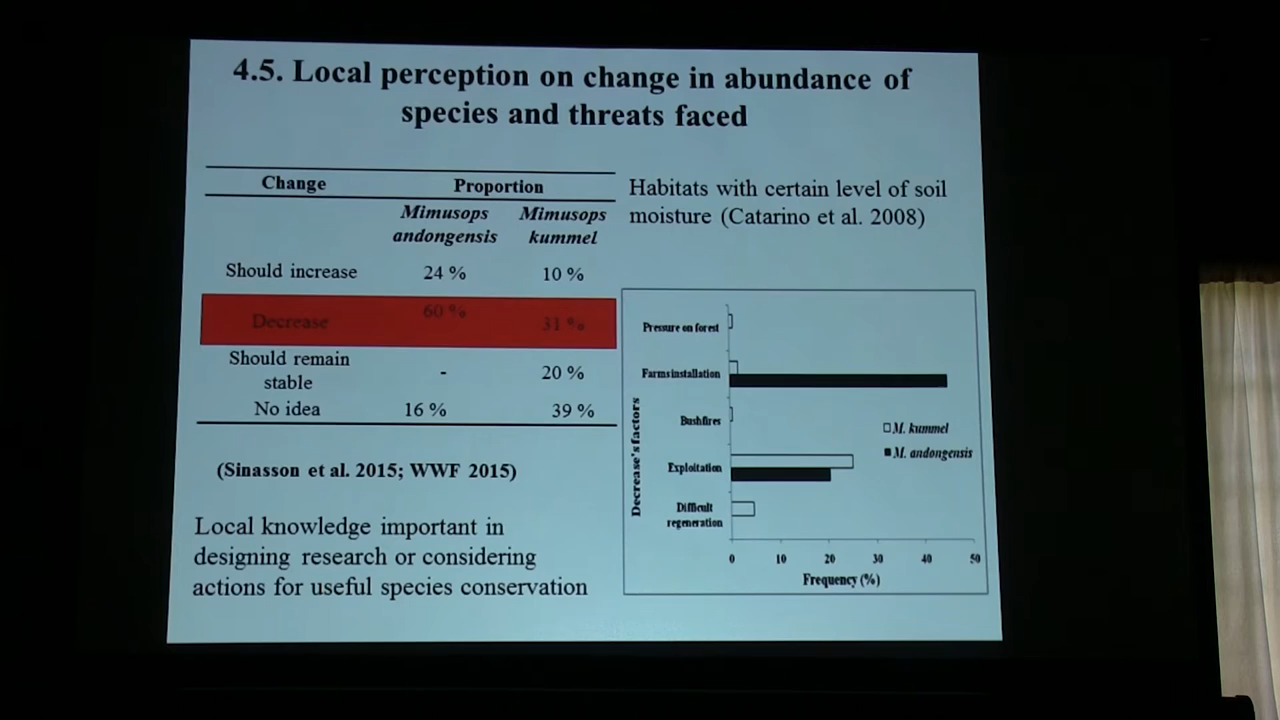 4.5. Local perception on change in abundance of
species and threats faced
Change Proportion
Mimusops Mimusops
andongensis kummel
Should increase 24 % 10 %
Decrease 60 % 31 %
Should remain
stable - 20 %
No idea 16 % 39 %
(Sinasson et al. 2015; WWF 2015)
Local knowledge important in
designing research or considering
actions for useful species conservation
Habitats with certain level of soil
moisture (Catarino et al. 2008)
Decrease's factors
Pressure on forest
Farms installation
Bushfires
Exploitation
Difficult
regeneration
M. kummel
M. andongensis
0 10 20 30 40 50
Frequency (%)